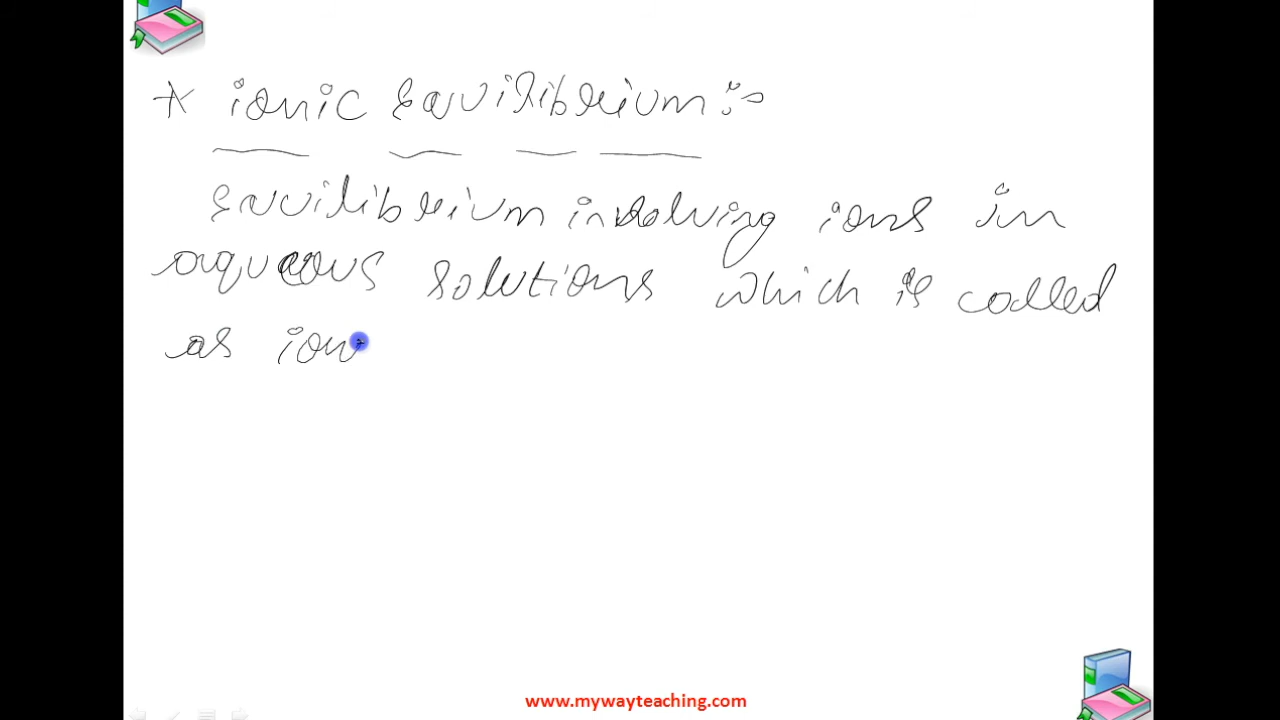 * ionic Equilibrium :-
Equilibrium involving ions in
aqueous solutions which is called
as ion
www.mywayteaching.com